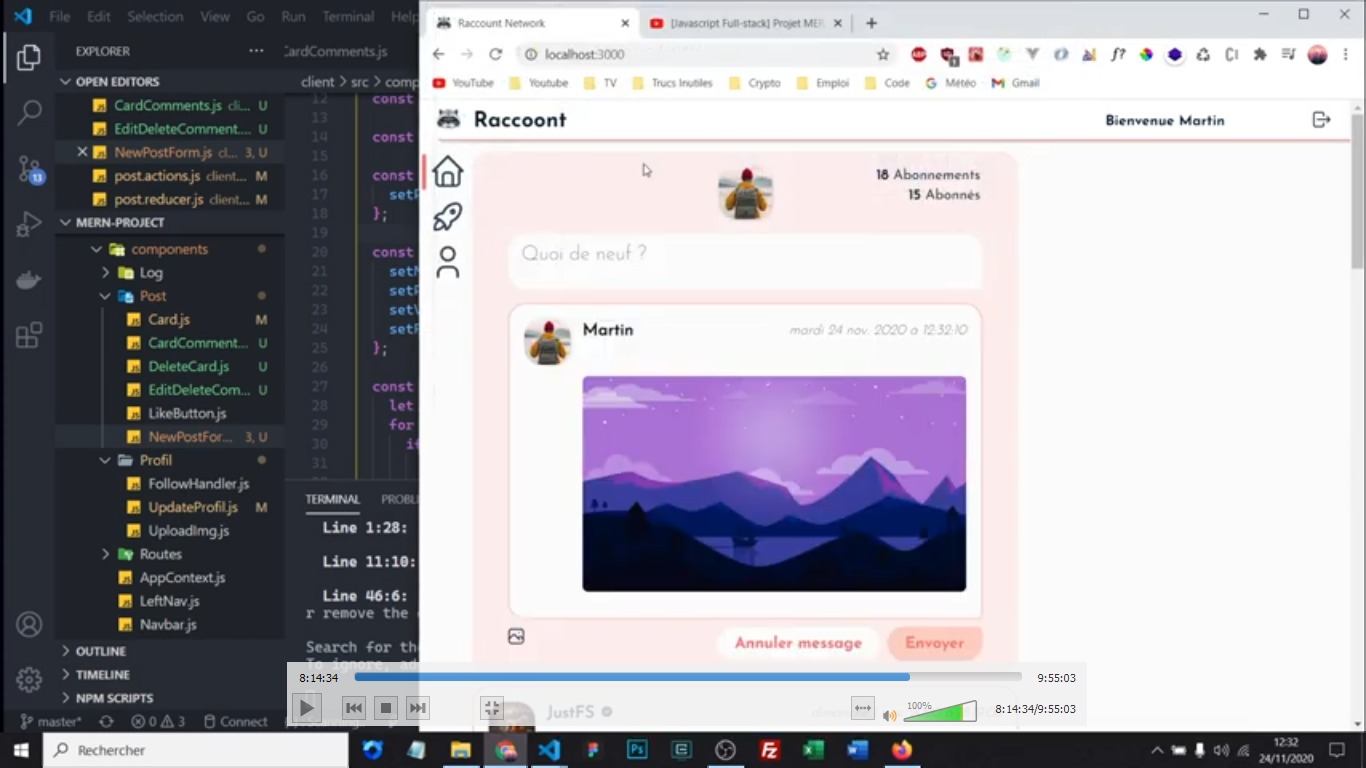 File Edit Selection View Go Run Terminal Help
EXPLORER
OPEN EDITORS
CardComments.js cli... U
EditDeleteComment.... U
NewPostForm.js cl... 3, U
post.actions.js client... M
post.reducer.js client... M
MERN-PROJECT
components
Log
Post
Card.js M
CardComment... U
DeleteCard.js U
EditDeleteCom... U
LikeButton.js
NewPostFor... 3, U
Profil
FollowHandler.js
UpdateProfil.js M
UploadImg.js
Routes
AppContext.js
LeftNav.js
Navbar.js
OUTLINE
TIMELINE
NPM SCRIPTS
master* 0 3 Connect
CardComments.js
client > src > comp
12 const
13
14 const
15
16 const
17 setP
18 };
19
20 const
21
22
23
24
25 };
26
27 const
28 let
29 for
30
31
TERMINAL
Line 1:28:
Line 11:10:
Line 46:6:
r remove the
Search for the
To ignore, ad
Raccount Network
[Javascript Full-stack] Projet MER
localhost:3000
YouTube Youtube TV Trucs Inutiles Crypto Emploi Code Météo Gmail
Raccoont
Bienvenue Martin
18 Abonnements
15 Abonnés
Quoi de neuf ?
Martin
mardi 24 nov. 2020 à 12:32:10
Annuler message
Envoyer
JustFS
8:14:34
9:55:03
100%
8:14:34/9:55:03
Rechercher
12:32
24/11/2020